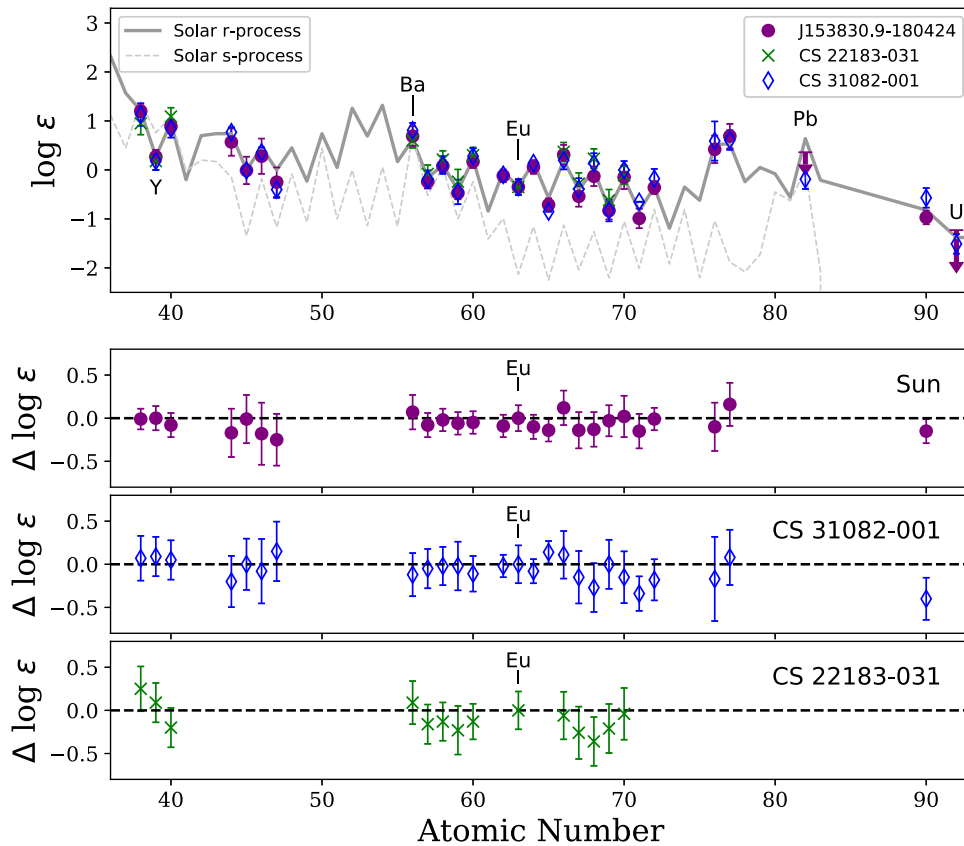 Solar r-process
Solar s-process
J153830.9-180424
CS 22183-031
CS 31082-001
3
2
1
0
−1
−2
log ε
Y
Ba
Eu
Pb
U
40
50
60
70
80
90
0.5
0.0
−0.5
Δ log ε
Eu
Sun
0.5
0.0
−0.5
Δ log ε
Eu
CS 31082-001
0.5
0.0
−0.5
Δ log ε
Eu
CS 22183-031
40
50
60
70
80
90
Atomic Number